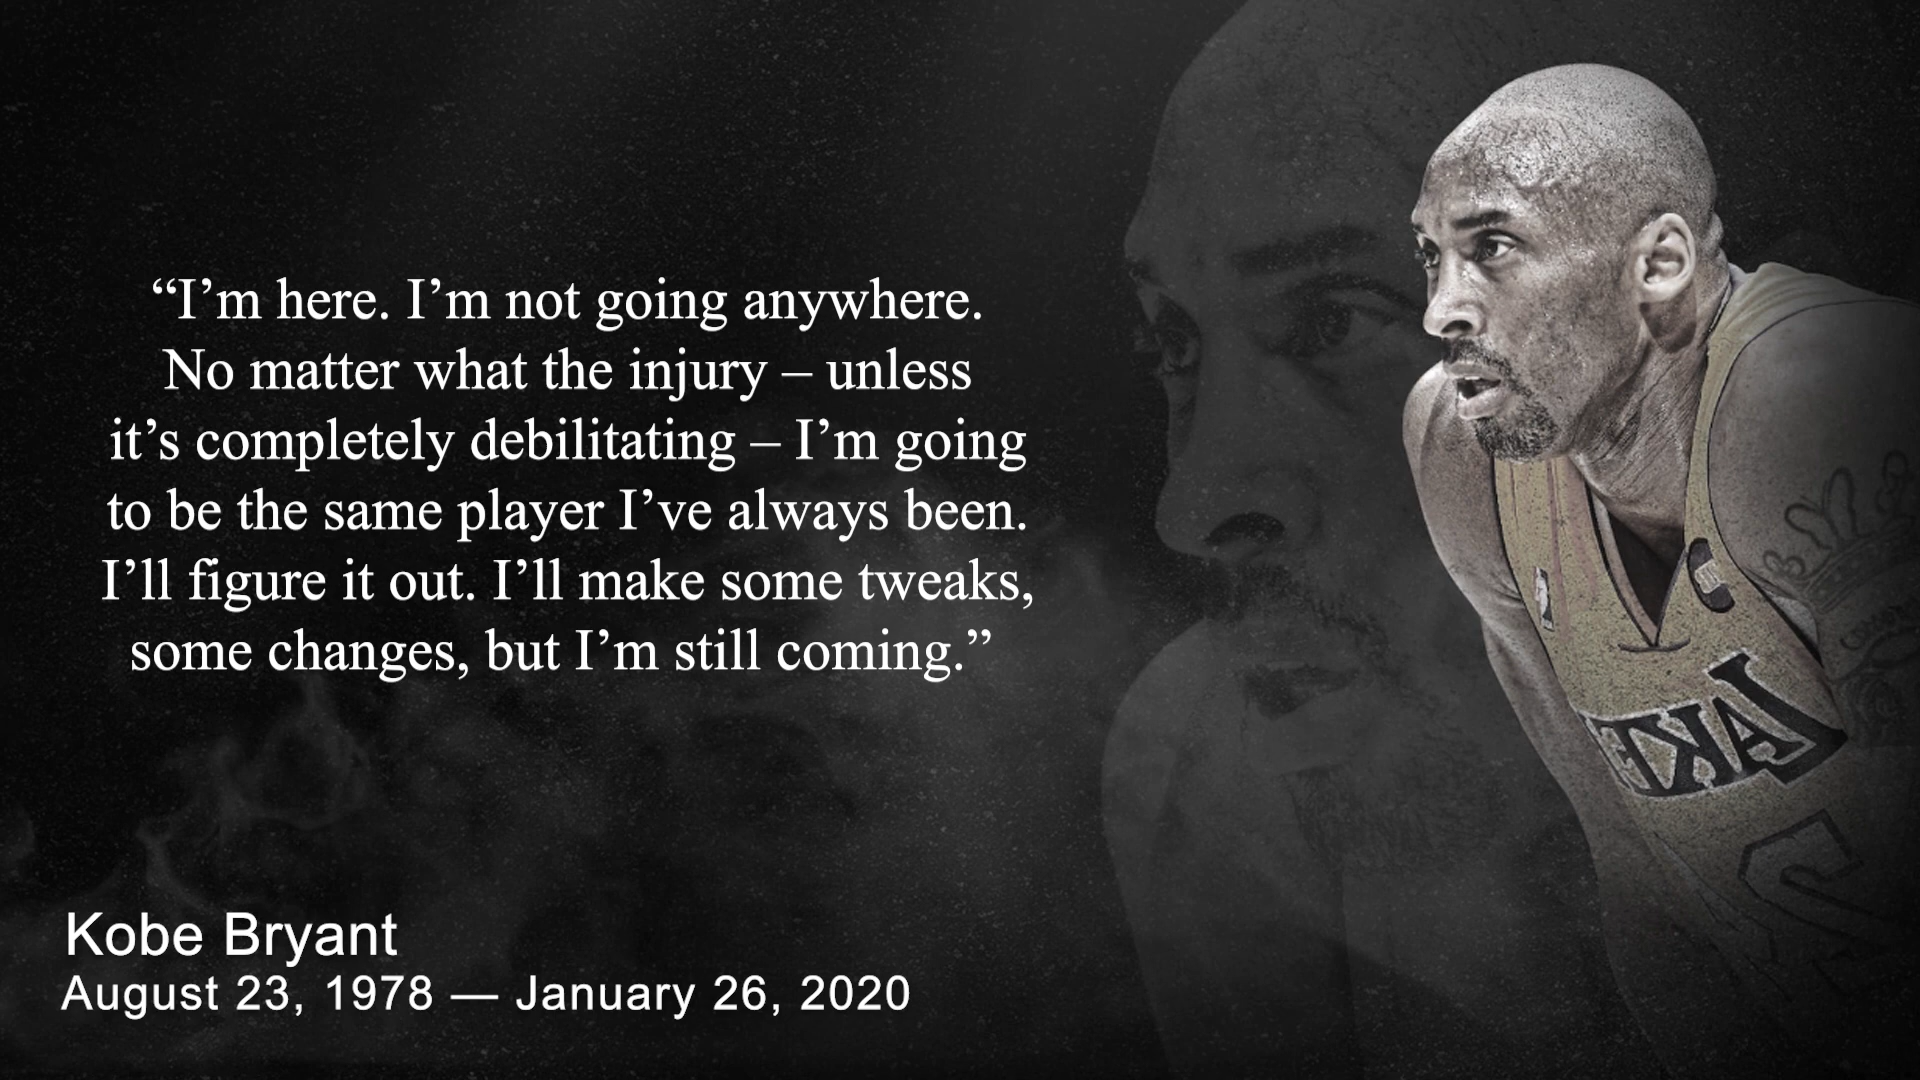 “I’m here. I’m not going anywhere.
No matter what the injury – unless
it’s completely debilitating – I’m going
to be the same player I’ve always been.
I’ll figure it out. I’ll make some tweaks,
some changes, but I’m still coming.”
LAKE
2
Kobe Bryant
August 23, 1978 — January 26, 2020